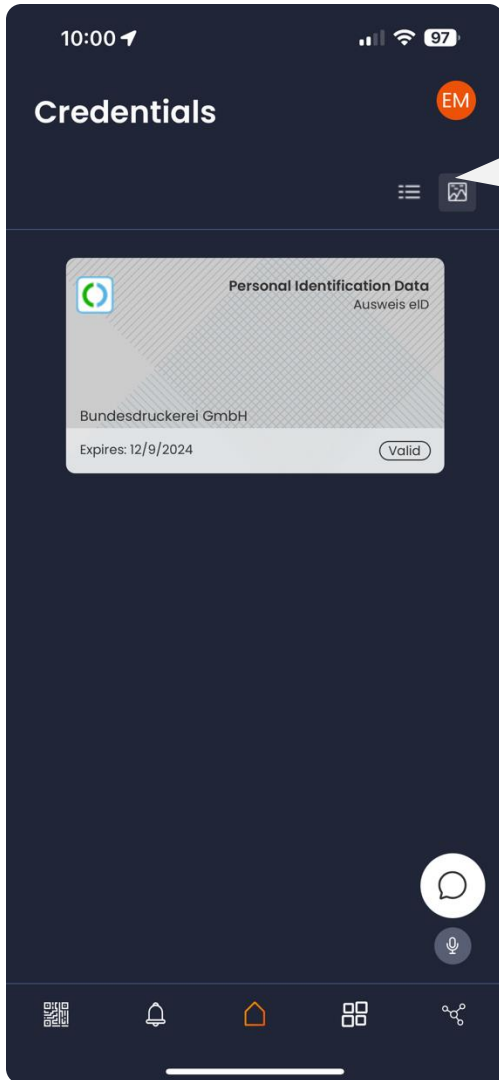 10:00
97
Credentials
EM
Personal Identification Data
Ausweis eID
Bundesdruckerei GmbH
Expires: 12/9/2024
Valid